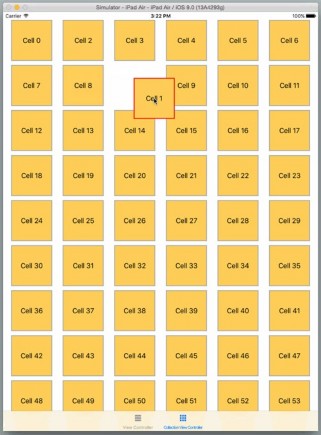 Simulator - iPad Air - iPad Air / iOS 9.0 (13A4293g)
Carrier 3:22 PM 100%
Cell 0 Cell 2 Cell 3 Cell 4 Cell 5 Cell 6
Cell 7 Cell 8 Cell 1 Cell 9 Cell 10 Cell 11
Cell 12 Cell 13 Cell 14 Cell 15 Cell 16 Cell 17
Cell 18 Cell 19 Cell 20 Cell 21 Cell 22 Cell 23
Cell 24 Cell 25 Cell 26 Cell 27 Cell 28 Cell 29
Cell 30 Cell 31 Cell 32 Cell 33 Cell 34 Cell 35
Cell 36 Cell 37 Cell 38 Cell 39 Cell 40 Cell 41
Cell 42 Cell 43 Cell 44 Cell 45 Cell 46 Cell 47
Cell 48 Cell 49 Cell 50 Cell 51 Cell 52 Cell 53
View Controller Collection View Controller